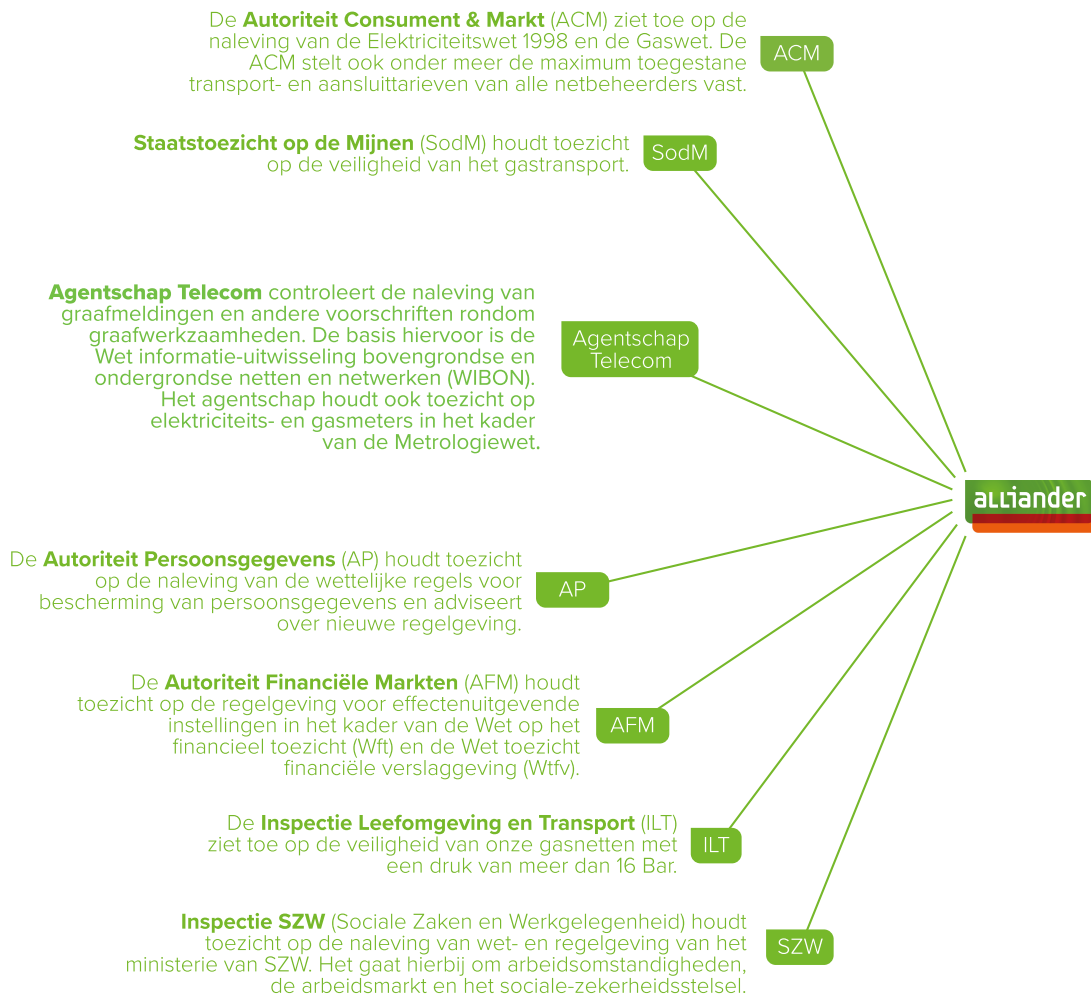 De Autoriteit Consument & Markt (ACM) ziet toe op de
naleving van de Elektriciteitswet 1998 en de Gaswet. De
ACM stelt ook onder meer de maximum toegestane
transport- en aansluittarieven van alle netbeheerders vast.
ACM
Staatstoezicht op de Mijnen (SodM) houdt toezicht
op de veiligheid van het gastransport.
SodM
Agentschap Telecom controleert de naleving van
graafmeldingen en andere voorschriften rondom
graafwerkzaamheden. De basis hiervoor is de
Wet informatie-uitwisseling bovengrondse en
ondergrondse netten en netwerken (WIBON).
Het agentschap houdt ook toezicht op
elektriciteits- en gasmeters in het kader
van de Metrologiewet.
Agentschap
Telecom
alliander
De Autoriteit Persoonsgegevens (AP) houdt toezicht
op de naleving van de wettelijke regels voor
bescherming van persoonsgegevens en adviseert
over nieuwe regelgeving.
AP
De Autoriteit Financiële Markten (AFM) houdt
toezicht op de regelgeving voor effectenuitgevende
instellingen in het kader van de Wet op het
financieel toezicht (Wft) en de Wet toezicht
financiële verslaggeving (Wtfv).
AFM
De Inspectie Leefomgeving en Transport (ILT)
ziet toe op de veiligheid van onze gasnetten met
een druk van meer dan 16 Bar.
ILT
Inspectie SZW (Sociale Zaken en Werkgelegenheid) houdt
toezicht op de naleving van wet- en regelgeving van het
ministerie van SZW. Het gaat hierbij om arbeidsomstandigheden,
de arbeidsmarkt en het sociale-zekerheidsstelsel.
SZW